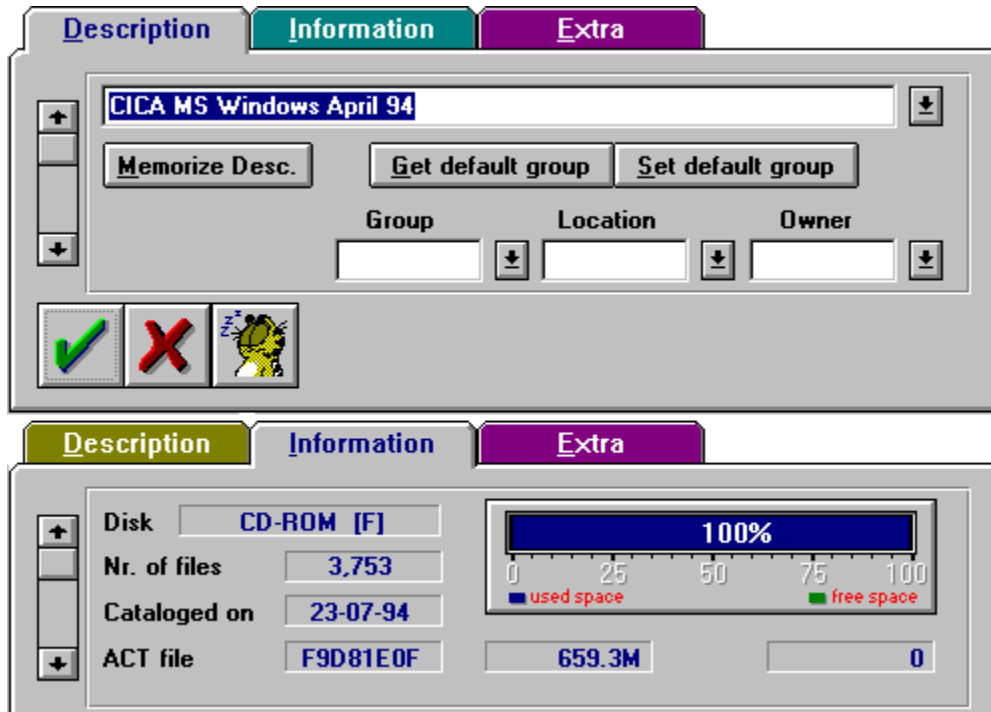 Description Information Extra
CICA MS Windows April 94
Memorize Desc. Get default group Set default group
Group Location Owner
z z z
Description Information Extra
Disk CD-ROM [F] 100%
0 25 50 75 100
Nr. of files 3,753
used space free space
Cataloged on 23-07-94
ACT file F9D81E0F 659.3M 0